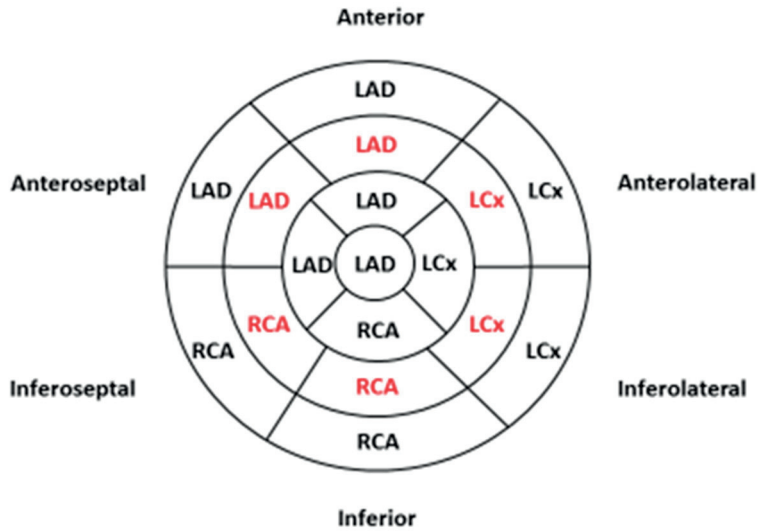 Anterior
LAD
LAD
Anteroseptal
LAD
LAD
LAD
LCx
LCx
Anterolateral
LAD
LAD
LCx
RCA
RCA
RCA
LCx
LCx
Inferoseptal
RCA
Inferolateral
RCA
Inferior